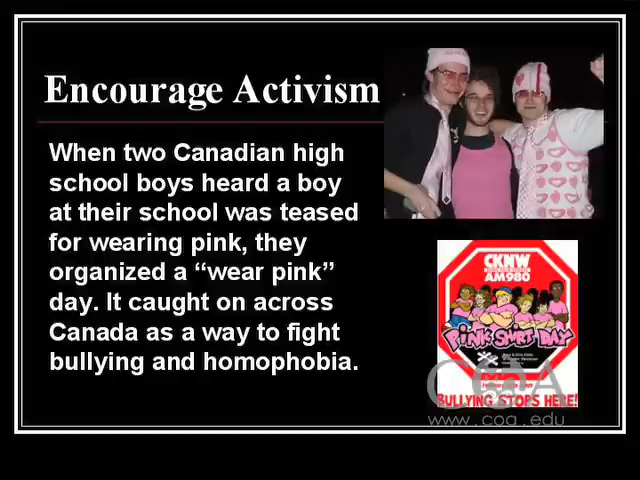 Encourage Activism
When two Canadian high
school boys heard a boy
at their school was teased
for wearing pink, they
organized a “wear pink”
day. It caught on across
Canada as a way to fight
bullying and homophobia.
CKNW
AM980
PINK SHIRT DAY
BULLYING STOPS HERE!
COA
www.coa.edu